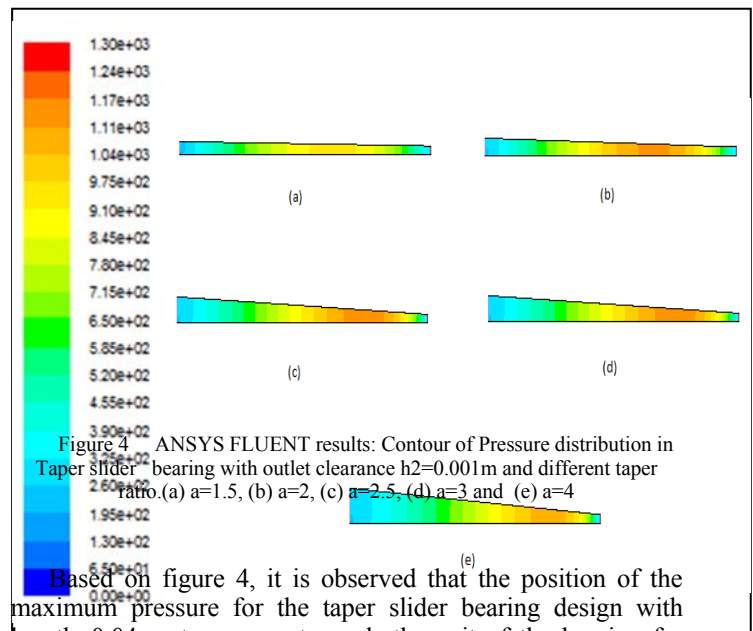 1.30e+03
1.24e+03
1.17e+03
1.11e+03
1.04e+03
9.75e+02
9.10e+02
8.45e+02
7.80e+02
7.15e+02
6.50e+02
5.85e+02
5.20e+02
4.55e+02
3.90e+02
2.60e+02
1.95e+02
1.30e+02
6.50e+01
0.00e+00
(a)
(b)
(c)
(d)
Figure 4 ANSYS FLUENT results: Contour of Pressure distribution in
Taper slider bearing with outlet clearance h2=0.001m and different taper
ratio.(a) a=1.5, (b) a=2, (c) a=2.5, (d) a=3 and (e) a=4
(e)
Based on figure 4, it is observed that the position of the
maximum pressure for the taper slider bearing design with